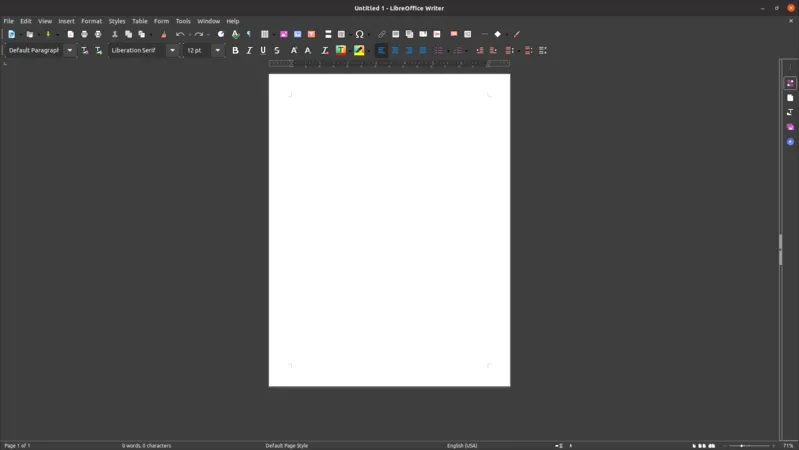 Untitled 1 - LibreOffice Writer
File Edit View Insert Format Styles Table Form Tools Window Help
Default Paragraph Liberation Serif 12 pt
Page 1 of 1 0 words, 0 characters Default Page Style English (USA) 71%